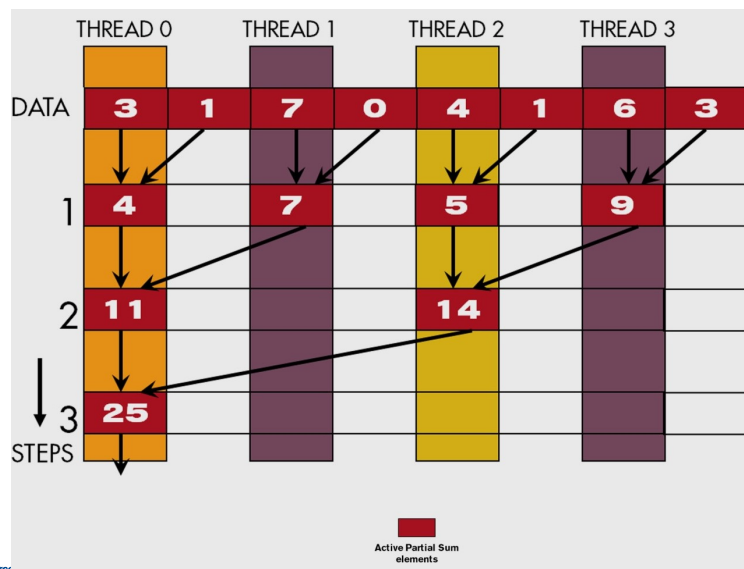 THREAD 0 THREAD 1 THREAD 2 THREAD 3
DATA 3 1 7 0 4 1 6 3
1 4 7 5 9
2 11 14
3 25
STEPS
Active Partial Sum
elements